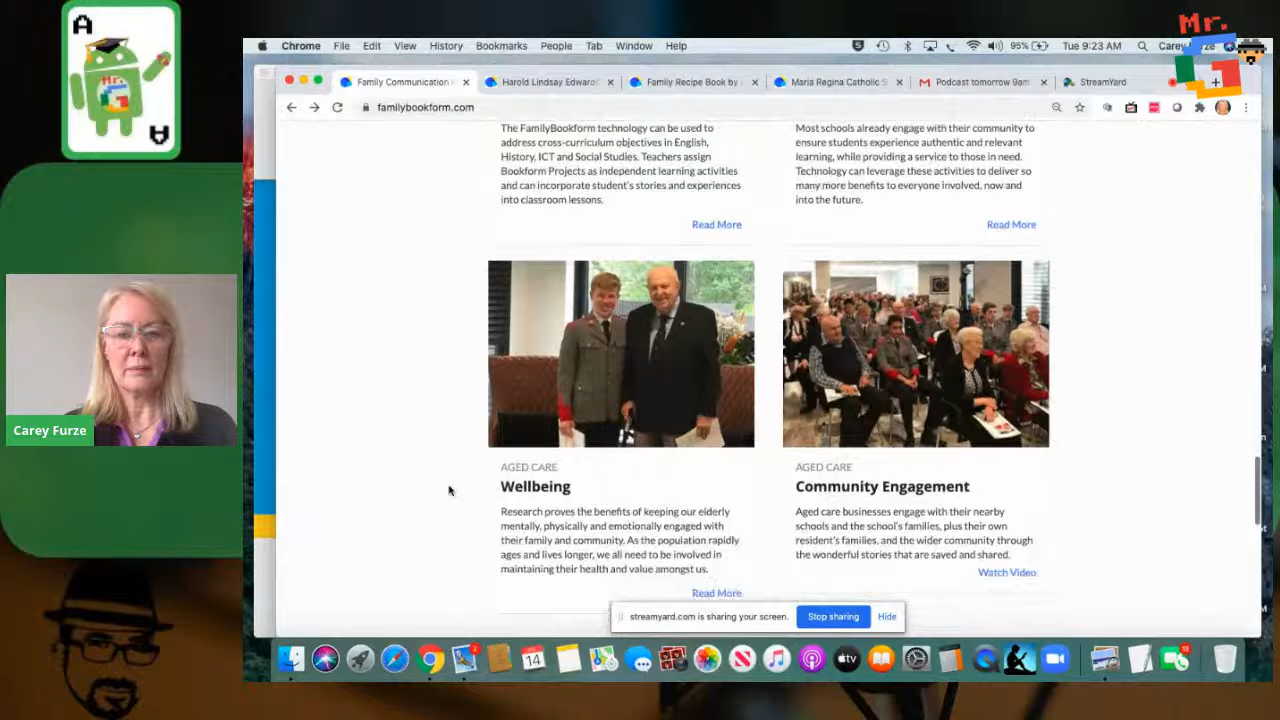 A
Mr.
Mr.
Chrome File Edit View History Bookmarks People Tab Window Help
95% Tue 9:23 AM Carey Furze
Family Communication
Harold Lindsay Edward
Family Recipe Book by
Maria Regina Catholic S
Podcast tomorrow 9am
StreamYard
familybookform.com
The FamilyBookform technology can be used to
address cross-curriculum objectives in English,
History, ICT and Social Studies. Teachers assign
Bookform Projects as independent learning activities
and can incorporate student's stories and experiences
into classroom lessons.
Read More
Most schools already engage with their community to
ensure students experience authentic and relevant
learning, while providing a service to those in need.
Technology can leverage these activities to deliver so
many more benefits to everyone involved, now and
into the future.
Read More
AGED CARE
Wellbeing
Research proves the benefits of keeping our elderly
mentally, physically and emotionally engaged with
their family and community. As the population rapidly
ages and lives longer, we all need to be involved in
maintaining their health and value amongst us.
Read More
AGED CARE
Community Engagement
Aged care businesses engage with their nearby
schools and the school's families, plus their own
resident's families, and the wider community through
the wonderful stories that are saved and shared.
Watch Video
streamyard.com is sharing your screen.
Stop sharing
Hide
Carey Furze
14
tv
A